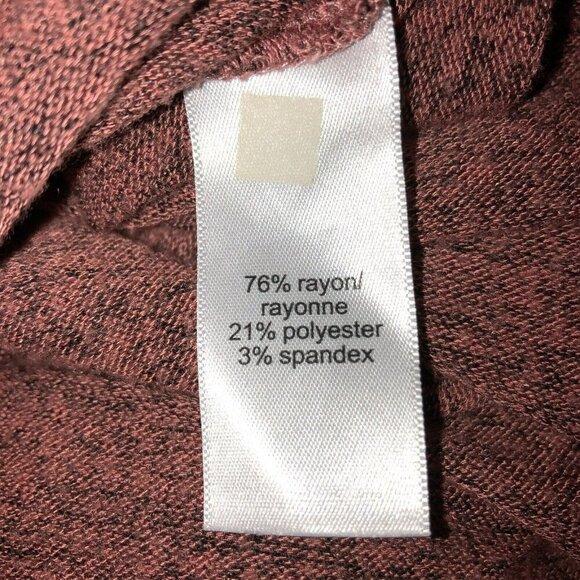 76% rayon/
rayonne
21% polyester
3% spandex